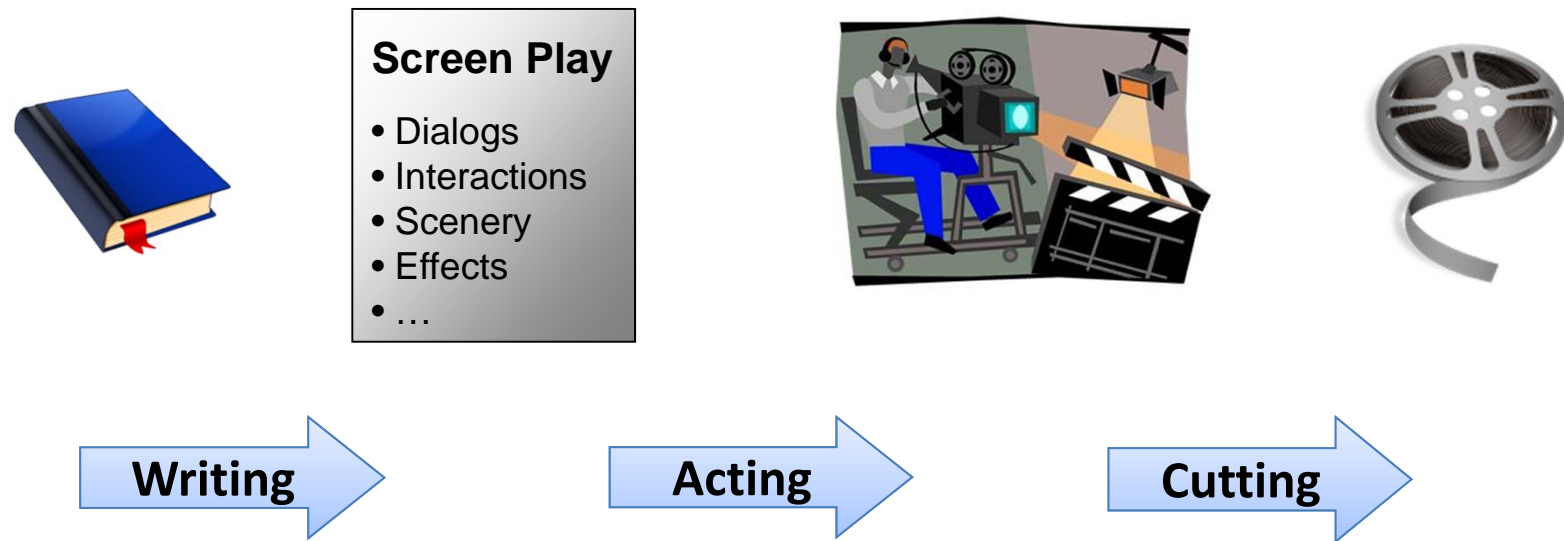 Screen Play
• Dialogs
• Interactions
• Scenery
• Effects
• …
Writing
Acting
Cutting